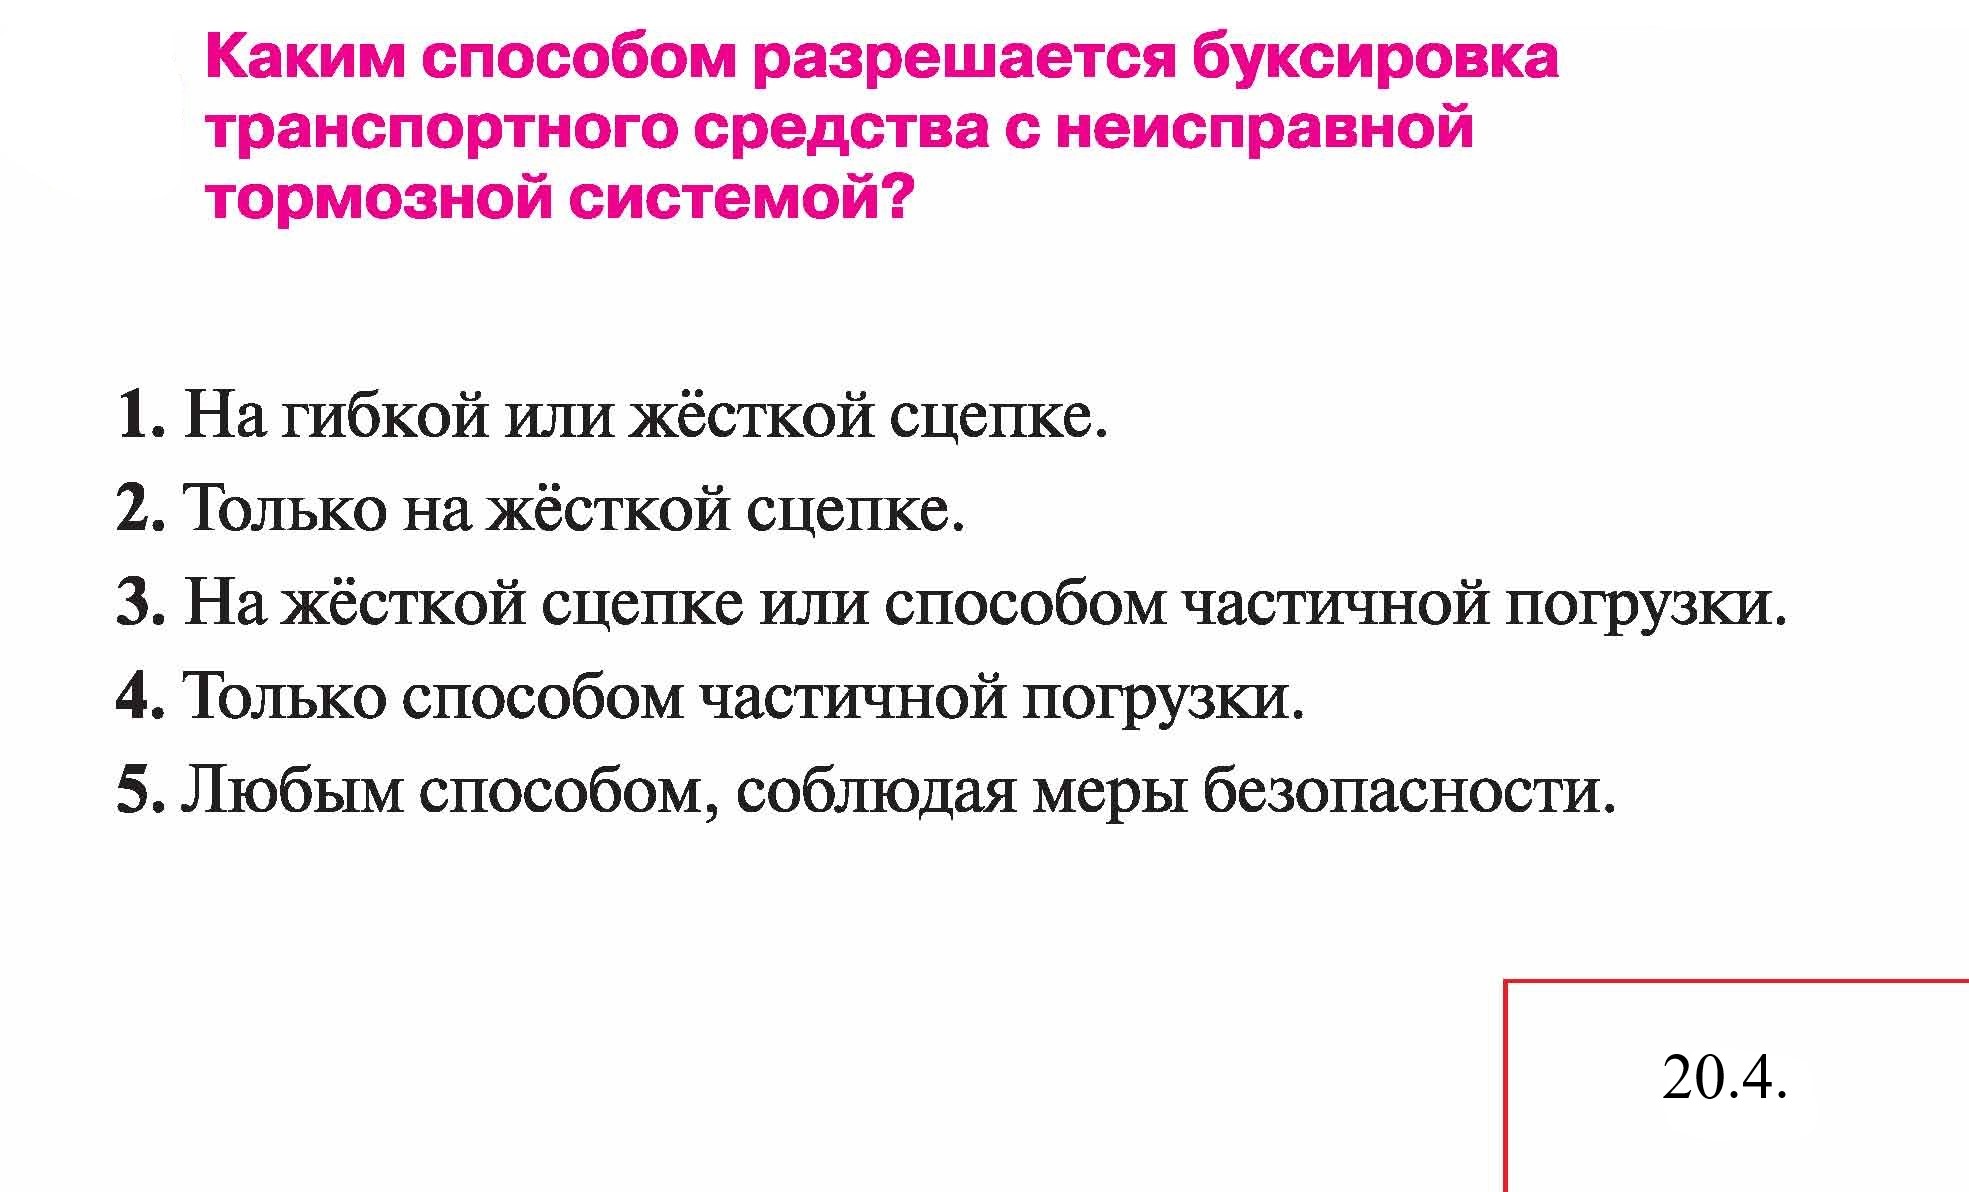 Каким способом разрешается буксировка
транспортного средства с неисправной
тормозной системой?
1. На гибкой или жёсткой сцепке.
2. Только на жёсткой сцепке.
3. На жёсткой сцепке или способом частичной погрузки.
4. Только способом частичной погрузки.
5. Любым способом, соблюдая меры безопасности.
20.4.